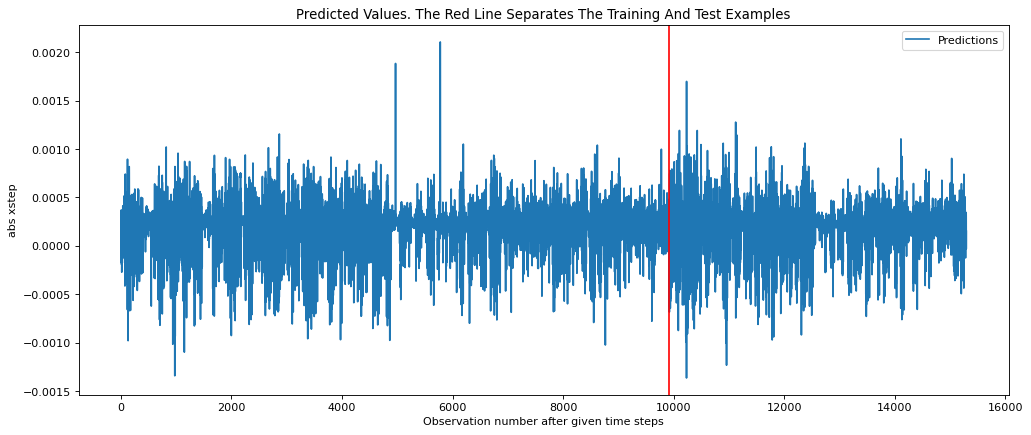 Predicted Values. The Red Line Separates The Training And Test Examples
Predictions
abs xstep
0.0020
0.0015
0.0010
0.0005
0.0000
−0.0005
−0.0010
−0.0015
0 2000 4000 6000 8000 10000 12000 14000 16000
Observation number after given time steps